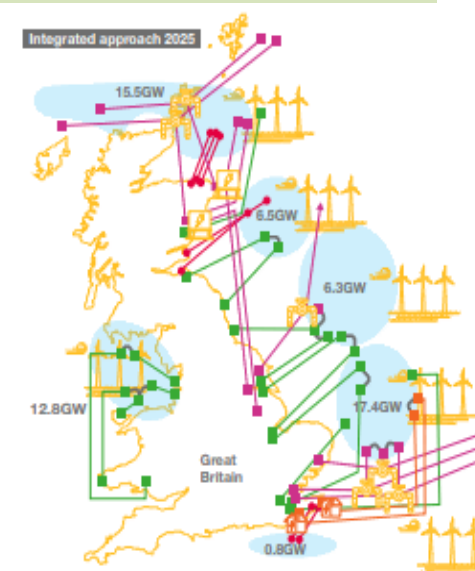 Integrated approach 2025
15.5GW
6.5GW
6.3GW
12.8GW
17.4GW
Great
Britain
0.8GW